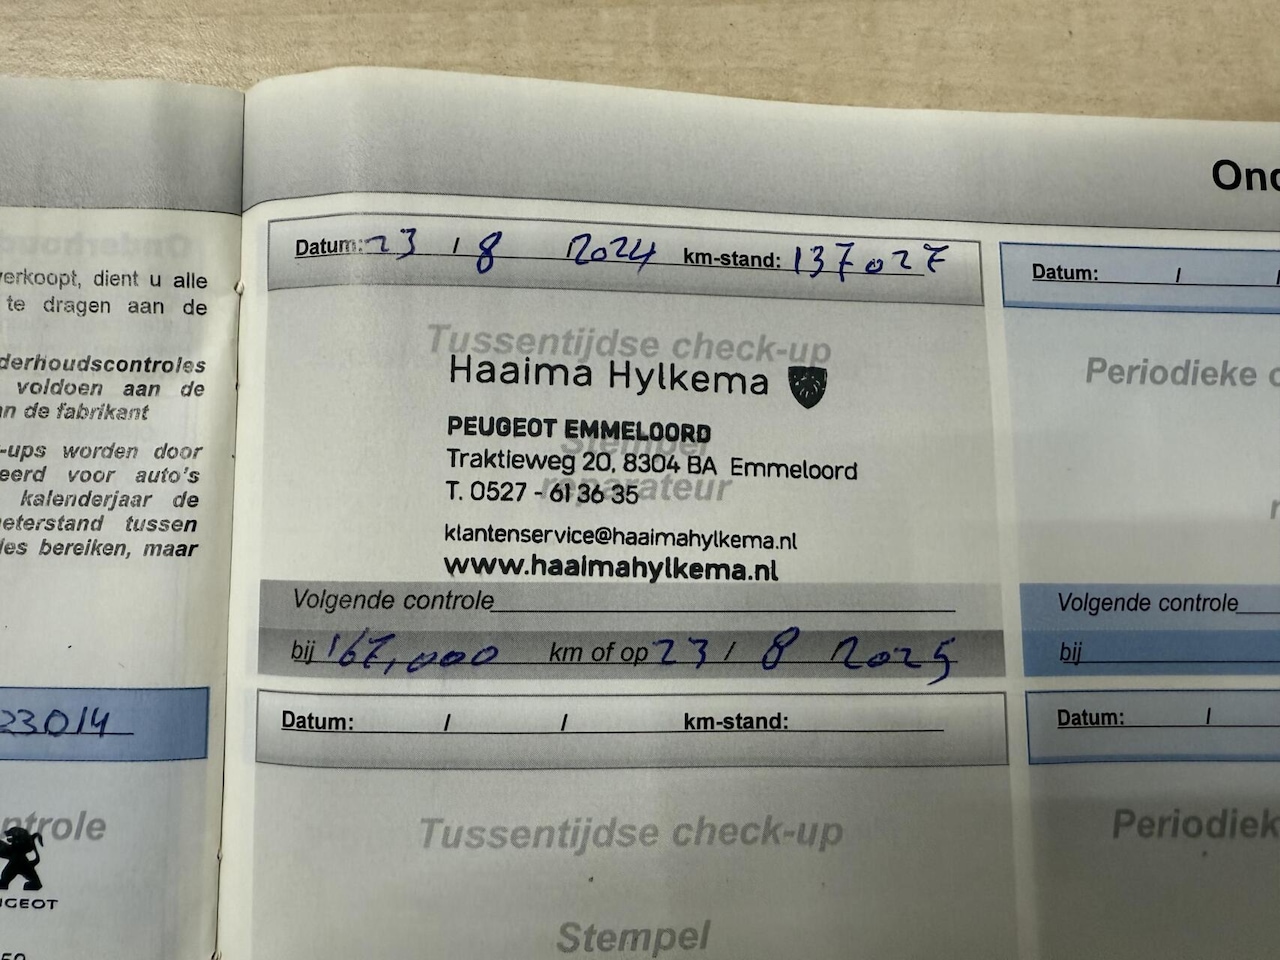 Ond
Datum: 23 / 8 2024 km-stand: 137027
Tussentijdse check-up
Haaima Hylkema
PEUGEOT EMMELOORD
Stempel
Traktieweg 20, 8304 BA Emmeloord
reparateur
T. 0527 - 61 36 35
klantenservice@haaimahylkema.nl
www.haaimahylkema.nl
Volgende controle
bij 167,000 km of op 23 / 8 2025
Datum: / / km-stand:
Tussentijdse check-up
Stempel
verkoopt, dient u alle
te dragen aan de
derhoudscontroles
voldoen aan de
an de fabrikant
-ups worden door
eerd voor auto's
kalenderjaar de
eterstand tussen
les bereiken, maar
23014
ntrole
UGEOT
Datum: / /
Periodieke c
Volgende controle
bij
Datum: /
Periodiek